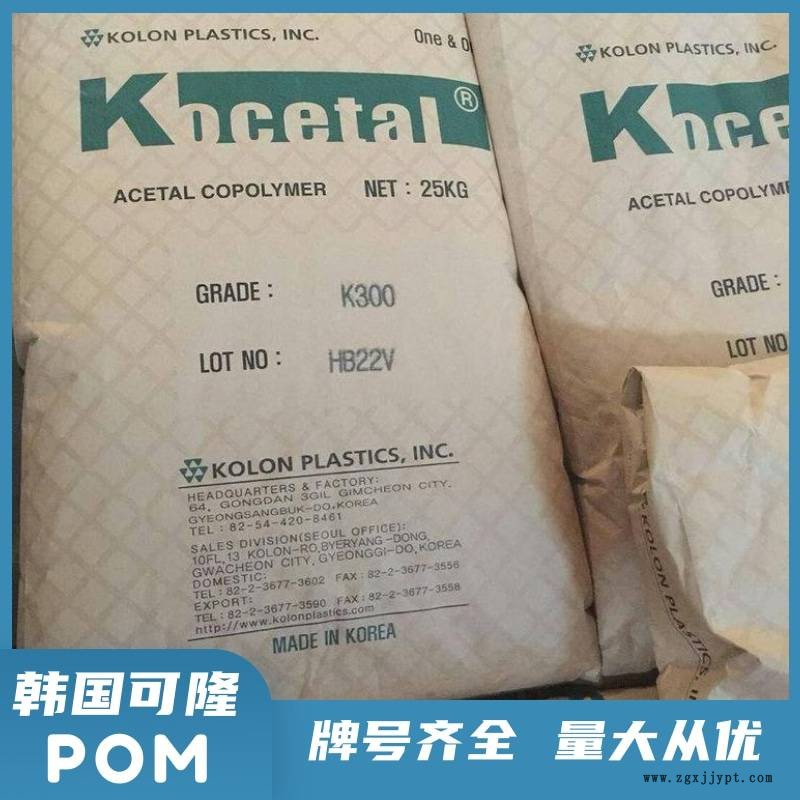 KOLON PLASTICS, INC.
One & O
Kocetal®
ACETAL COPOLYMER NET : 25KG
GRADE : K300
LOT NO : HB22V
KOLON PLASTICS, INC.
HEADQUARTERS & FACTORY:
64, GONGDAN 3GIL GIMCHEON CITY,
GYEONGSANGBUK-DO,KOREA
TEL : 82-54-420-8461
SALES DIVISION(SEOUL OFFICE):
10FL,13 KOLON-RO,BYERYANG-DONG,
GWACHEON CITY, GYEONGGI-DO,KOREA
DOMESTIC:
TEL : 82-2-3677-3602 FAX : 82-2-3677-3556
EXPORT:
TEL : 82-2-3677-3590 FAX : 82-2-3677-3558
http://www.kolonplastics.com
MADE IN KOREA
KOLON PLASTICS, INC.
Koce
ACETAL COPOLYM
GRADE :
LOT NO
KOLON PLASTICS, I
韩国可隆
POM
牌号齐全 量大从优
www.zgxjjypt.com